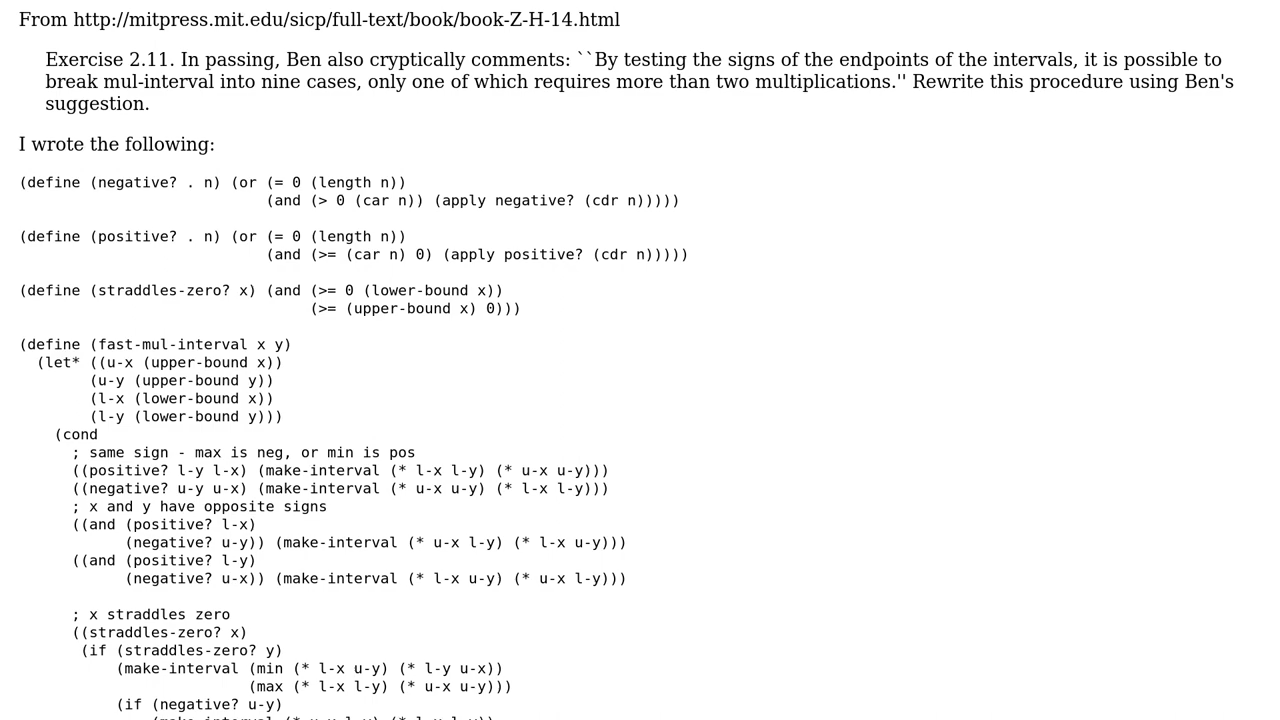 From http://mitpress.mit.edu/sicp/full-text/book/book-Z-H-14.html
Exercise 2.11. In passing, Ben also cryptically comments: ``By testing the signs of the endpoints of the intervals, it is possible to
break mul-interval into nine cases, only one of which requires more than two multiplications.'' Rewrite this procedure using Ben's
suggestion.
I wrote the following:
(define (negative? . n) (or (= 0 (length n))
                            (and (> 0 (car n)) (apply negative? (cdr n)))))
(define (positive? . n) (or (= 0 (length n))
                            (and (>= (car n) 0) (apply positive? (cdr n)))))
(define (straddles-zero? x) (and (>= 0 (lower-bound x))
                                 (>= (upper-bound x) 0)))
(define (fast-mul-interval x y)
  (let* ((u-x (upper-bound x))
        (u-y (upper-bound y))
        (l-x (lower-bound x))
        (l-y (lower-bound y)))
    (cond
      ; same sign - max is neg, or min is pos
      ((positive? l-y l-x) (make-interval (* l-x l-y) (* u-x u-y)))
      ((negative? u-y u-x) (make-interval (* u-x u-y) (* l-x l-y)))
      ; x and y have opposite signs
      ((and (positive? l-x)
            (negative? u-y)) (make-interval (* u-x l-y) (* l-x u-y)))
      ((and (positive? l-y)
            (negative? u-x)) (make-interval (* l-x u-y) (* u-x l-y)))
      ; x straddles zero
      ((straddles-zero? x)
       (if (straddles-zero? y)
           (make-interval (min (* l-x u-y) (* l-y u-x))
                          (max (* l-x l-y) (* u-x u-y)))
           (if (negative? u-y)